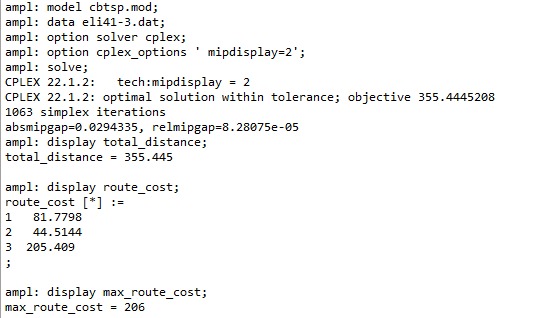 ampl: model cbtsp.mod;
ampl: data eli41-3.dat;
ampl: option solver cplex;
ampl: option cplex_options ' mipdisplay=2';
ampl: solve;
CPLEX 22.1.2:   tech:mipdisplay = 2
CPLEX 22.1.2: optimal solution within tolerance; objective 355.4445208
1063 simplex iterations
absmipgap=0.0294335, relmipgap=8.28075e-05
ampl: display total_distance;
total_distance = 355.445
ampl: display route_cost;
route_cost [*] :=
1   81.7798
2   44.5144
3  205.409
;
ampl: display max_route_cost;
max_route_cost = 206